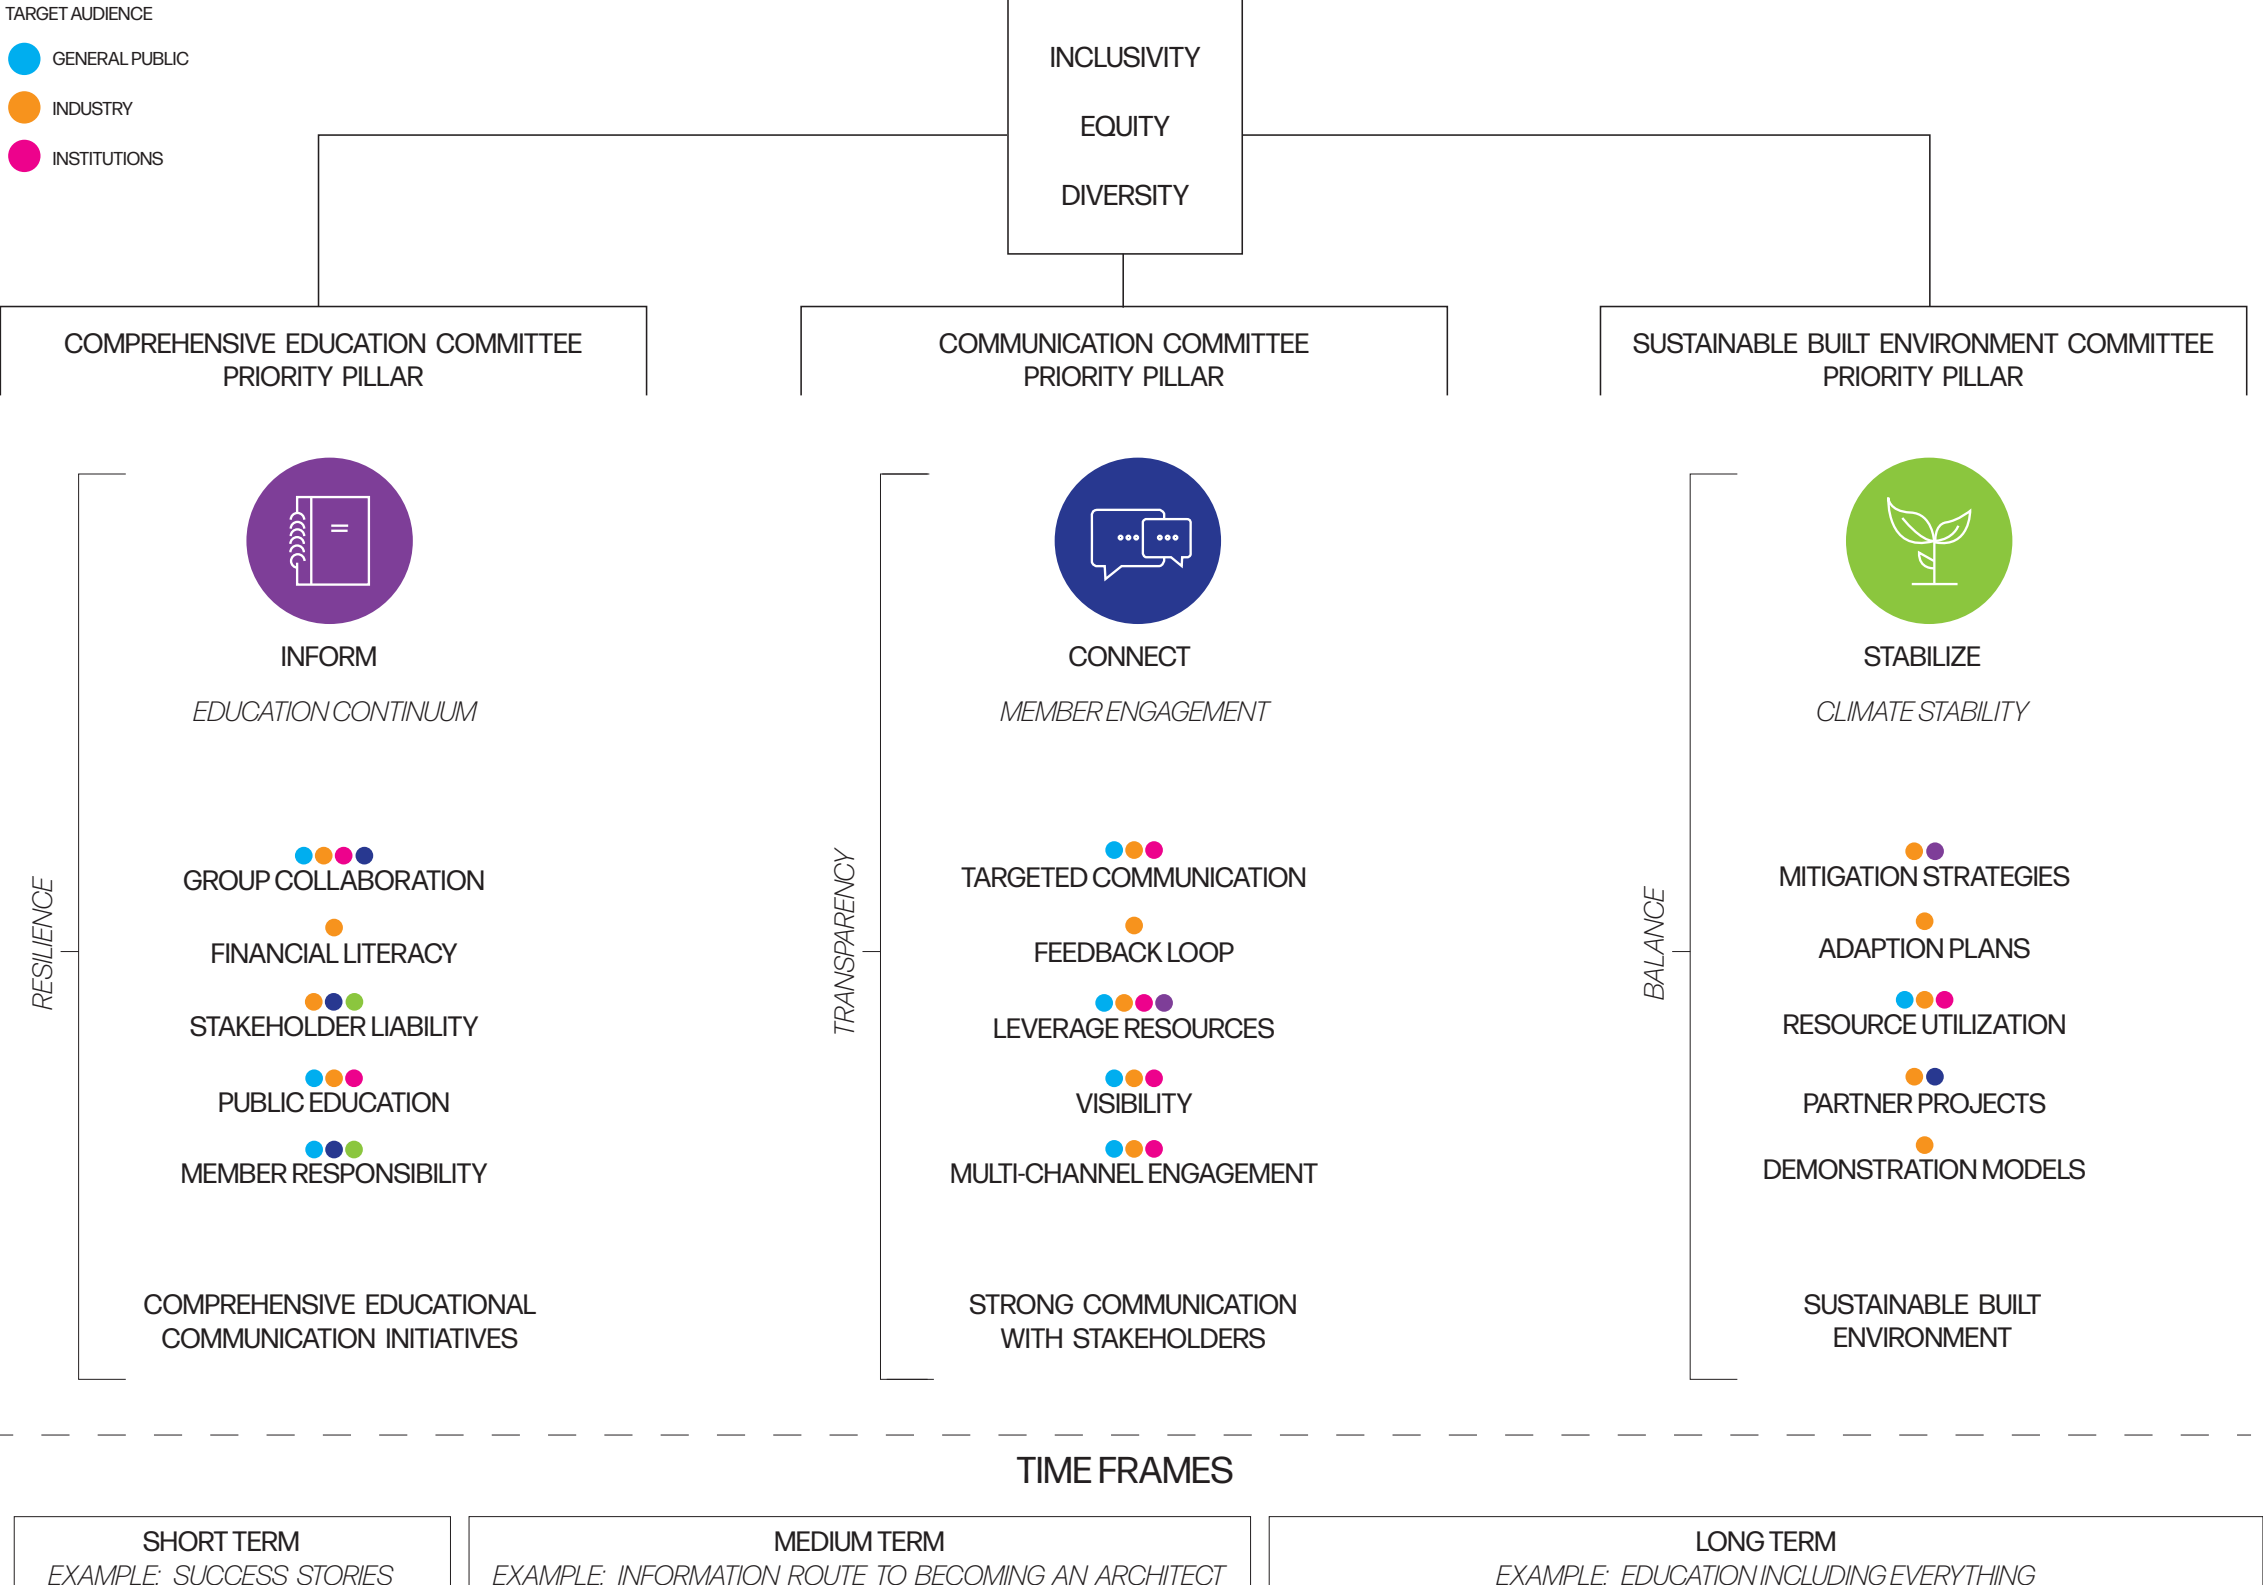 TARGET AUDIENCE
GENERAL PUBLIC
INDUSTRY
INSTITUTIONS
INCLUSIVITY
EQUITY
DIVERSITY
COMPREHENSIVE EDUCATION COMMITTEE
PRIORITY PILLAR
COMMUNICATION COMMITTEE
PRIORITY PILLAR
SUSTAINABLE BUILT ENVIRONMENT COMMITTEE
PRIORITY PILLAR
RESILIENCE
INFORM
EDUCATION CONTINUUM
GROUP COLLABORATION
FINANCIAL LITERACY
STAKEHOLDER LIABILITY
PUBLIC EDUCATION
MEMBER RESPONSIBILITY
COMPREHENSIVE EDUCATIONAL
COMMUNICATION INITIATIVES
TRANSPARENCY
CONNECT
MEMBER ENGAGEMENT
TARGETED COMMUNICATION
FEEDBACK LOOP
LEVERAGE RESOURCES
VISIBILITY
MULTI-CHANNEL ENGAGEMENT
STRONG COMMUNICATION
WITH STAKEHOLDERS
BALANCE
STABILIZE
CLIMATE STABILITY
MITIGATION STRATEGIES
ADAPTION PLANS
RESOURCE UTILIZATION
PARTNER PROJECTS
DEMONSTRATION MODELS
SUSTAINABLE BUILT
ENVIRONMENT
TIME FRAMES
SHORT TERM
EXAMPLE: SUCCESS STORIES
MEDIUM TERM
EXAMPLE: INFORMATION ROUTE TO BECOMING AN ARCHITECT
LONG TERM
EXAMPLE: EDUCATION INCLUDING EVERYTHING